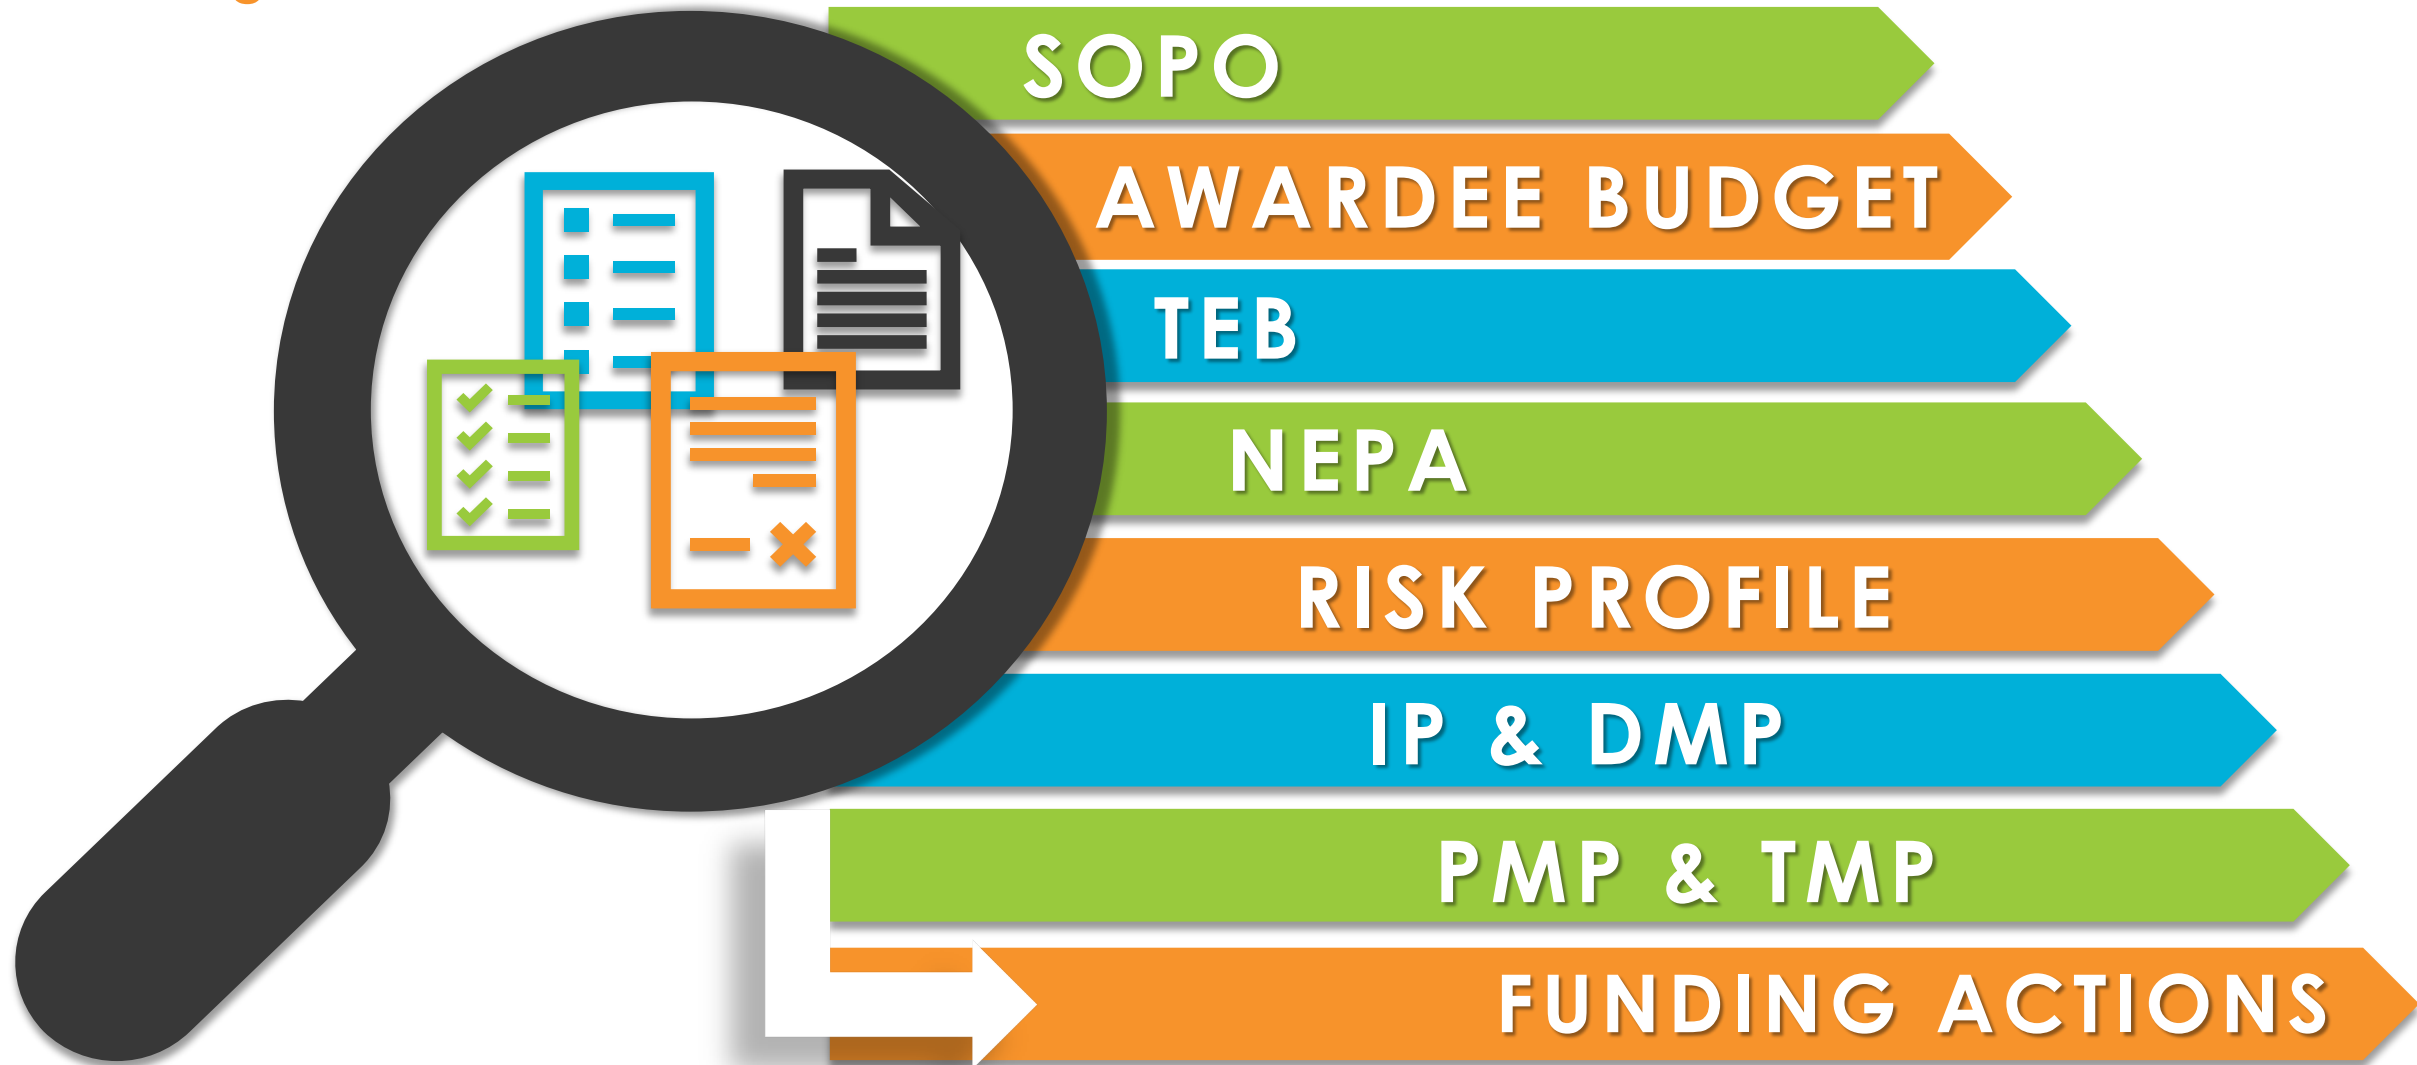 SOPO
AWARDEE BUDGET
TEB
NEPA
RISK PROFILE
IP & DMP
PMP & TMP
FUNDING ACTIONS